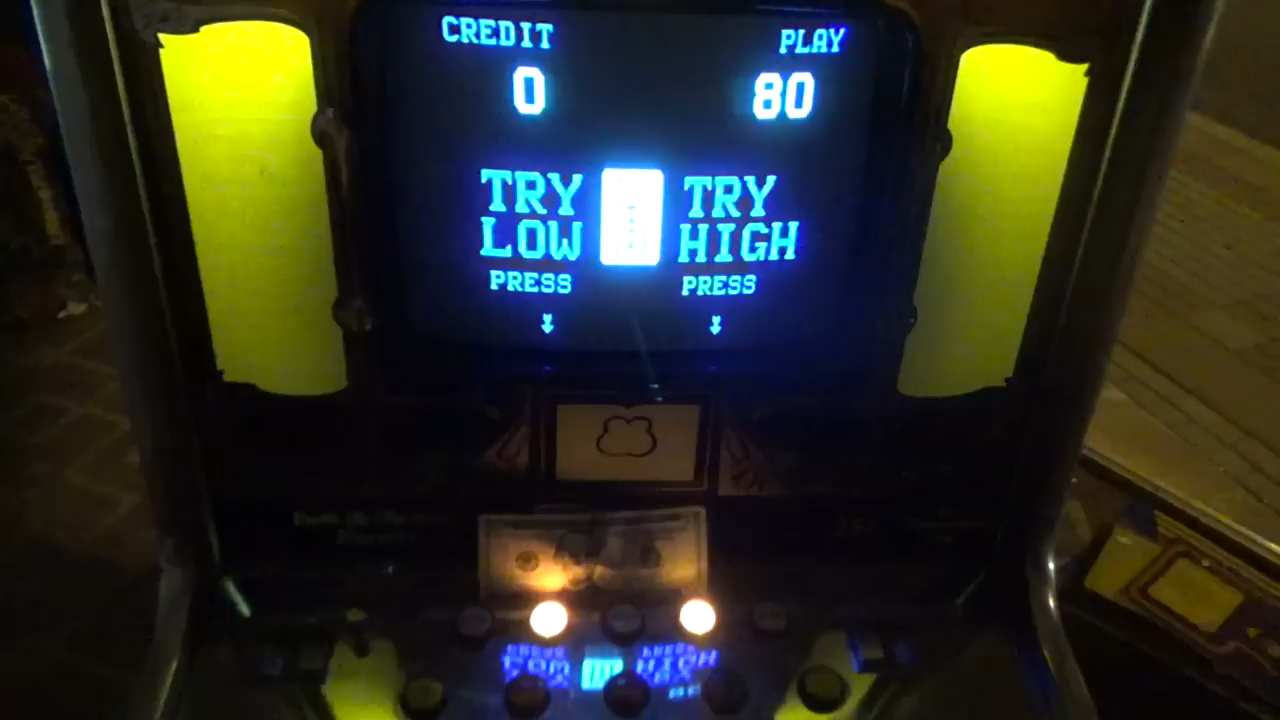 CREDIT PLAY
0 80
TRY TRY
LOW HIGH
PRESS PRESS